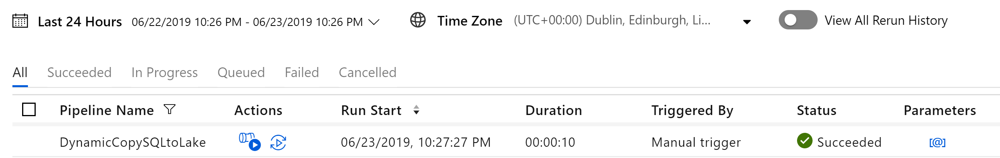 Last 24 Hours 06/22/2019 10:26 PM - 06/23/2019 10:26 PM Time Zone (UTC+00:00) Dublin, Edinburgh, Li... View All Rerun History
All Succeeded In Progress Queued Failed Cancelled
Pipeline Name Actions Run Start Duration Triggered By Status Parameters
DynamicCopySQLtoLake 06/23/2019, 10:27:27 PM 00:00:10 Manual trigger Succeeded [@]